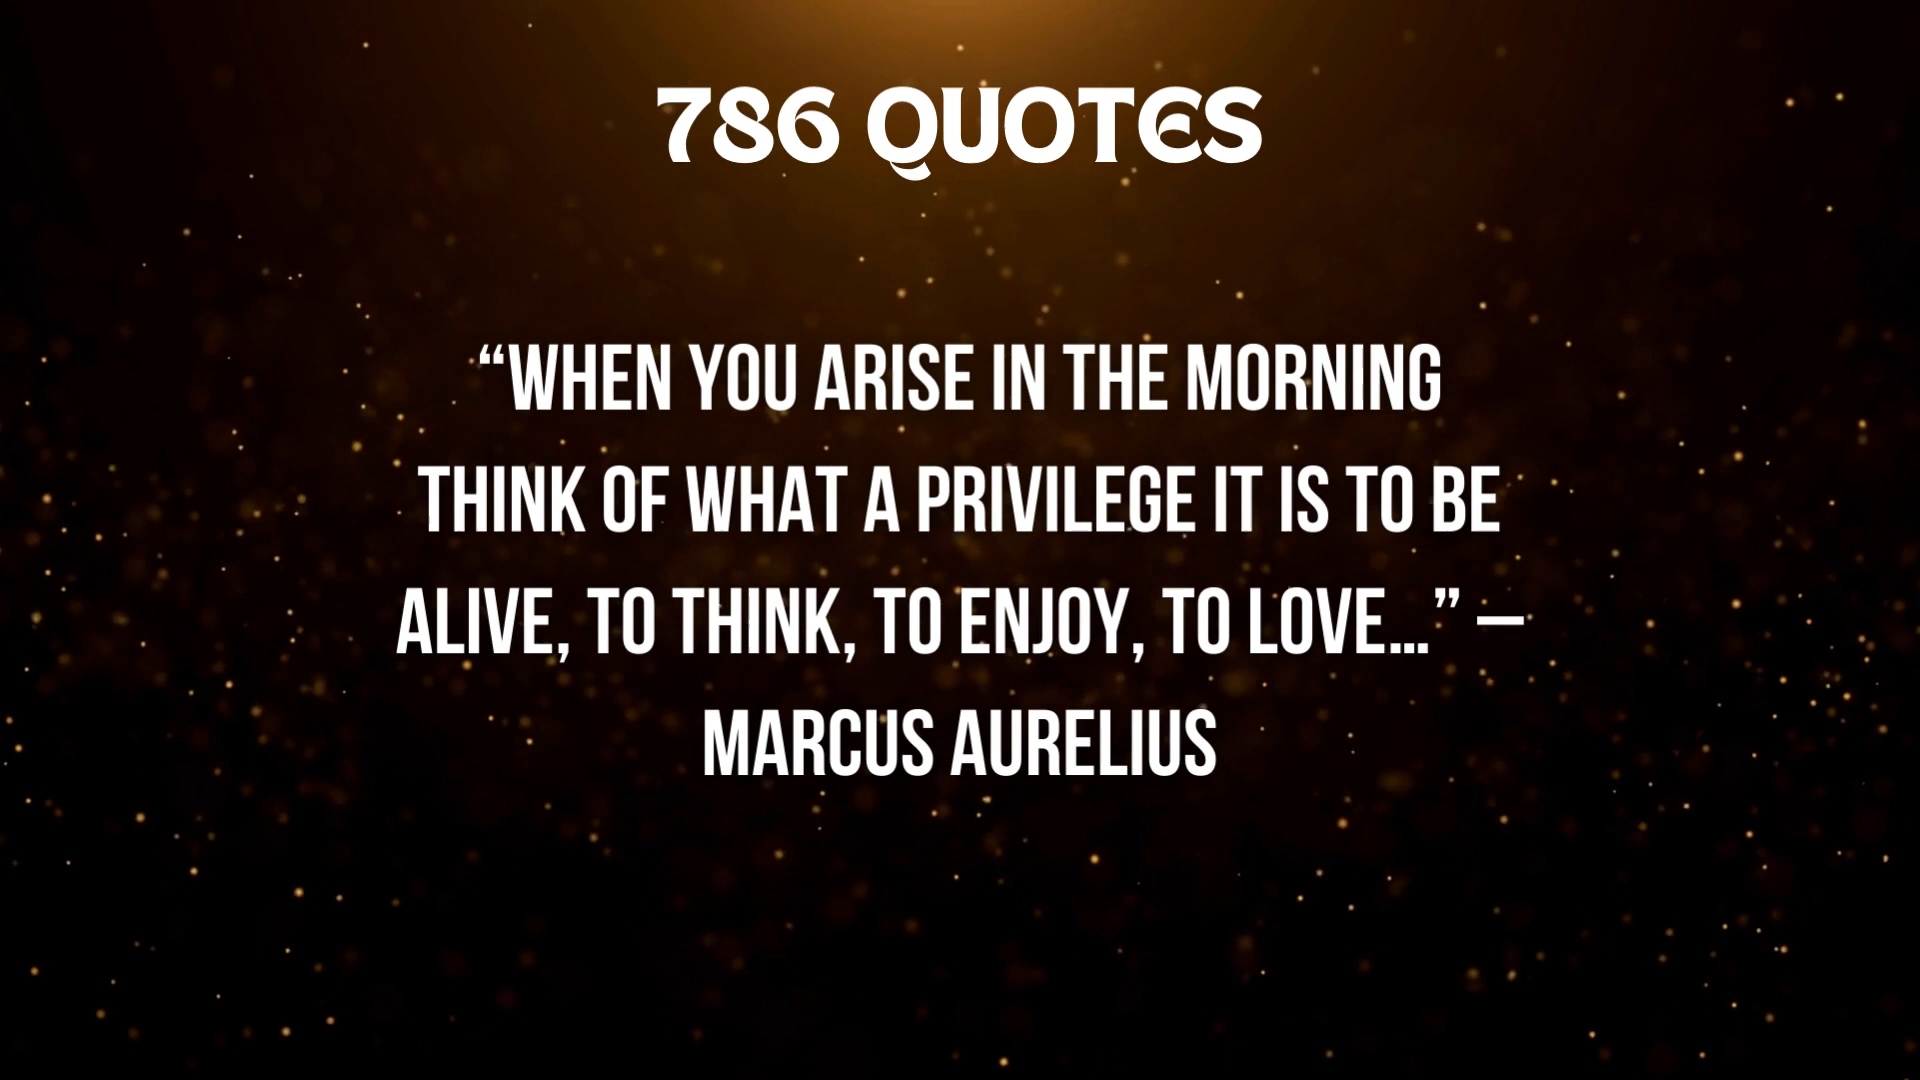 786 QUOTES
“WHEN YOU ARISE IN THE MORNING
THINK OF WHAT A PRIVILEGE IT IS TO BE
ALIVE, TO THINK, TO ENJOY, TO LOVE...” –
MARCUS AURELIUS